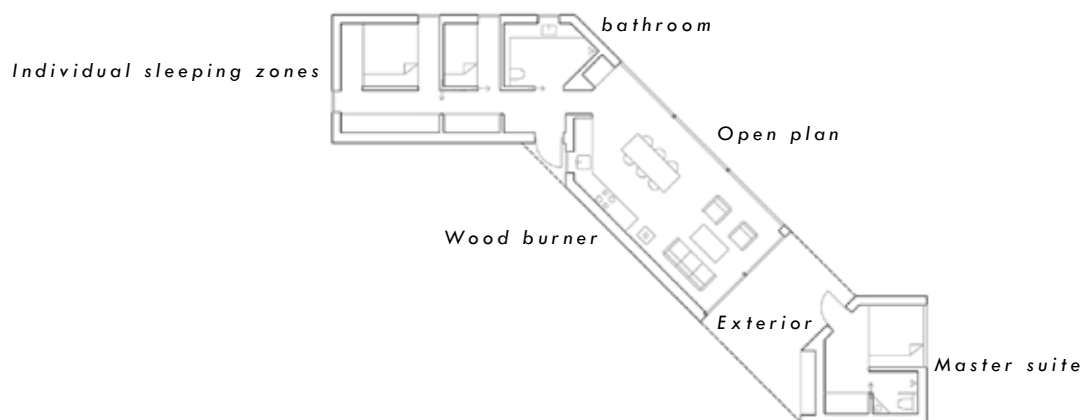 bathroom
Individual sleeping zones
Open plan
Wood burner
Exterior
Master suite